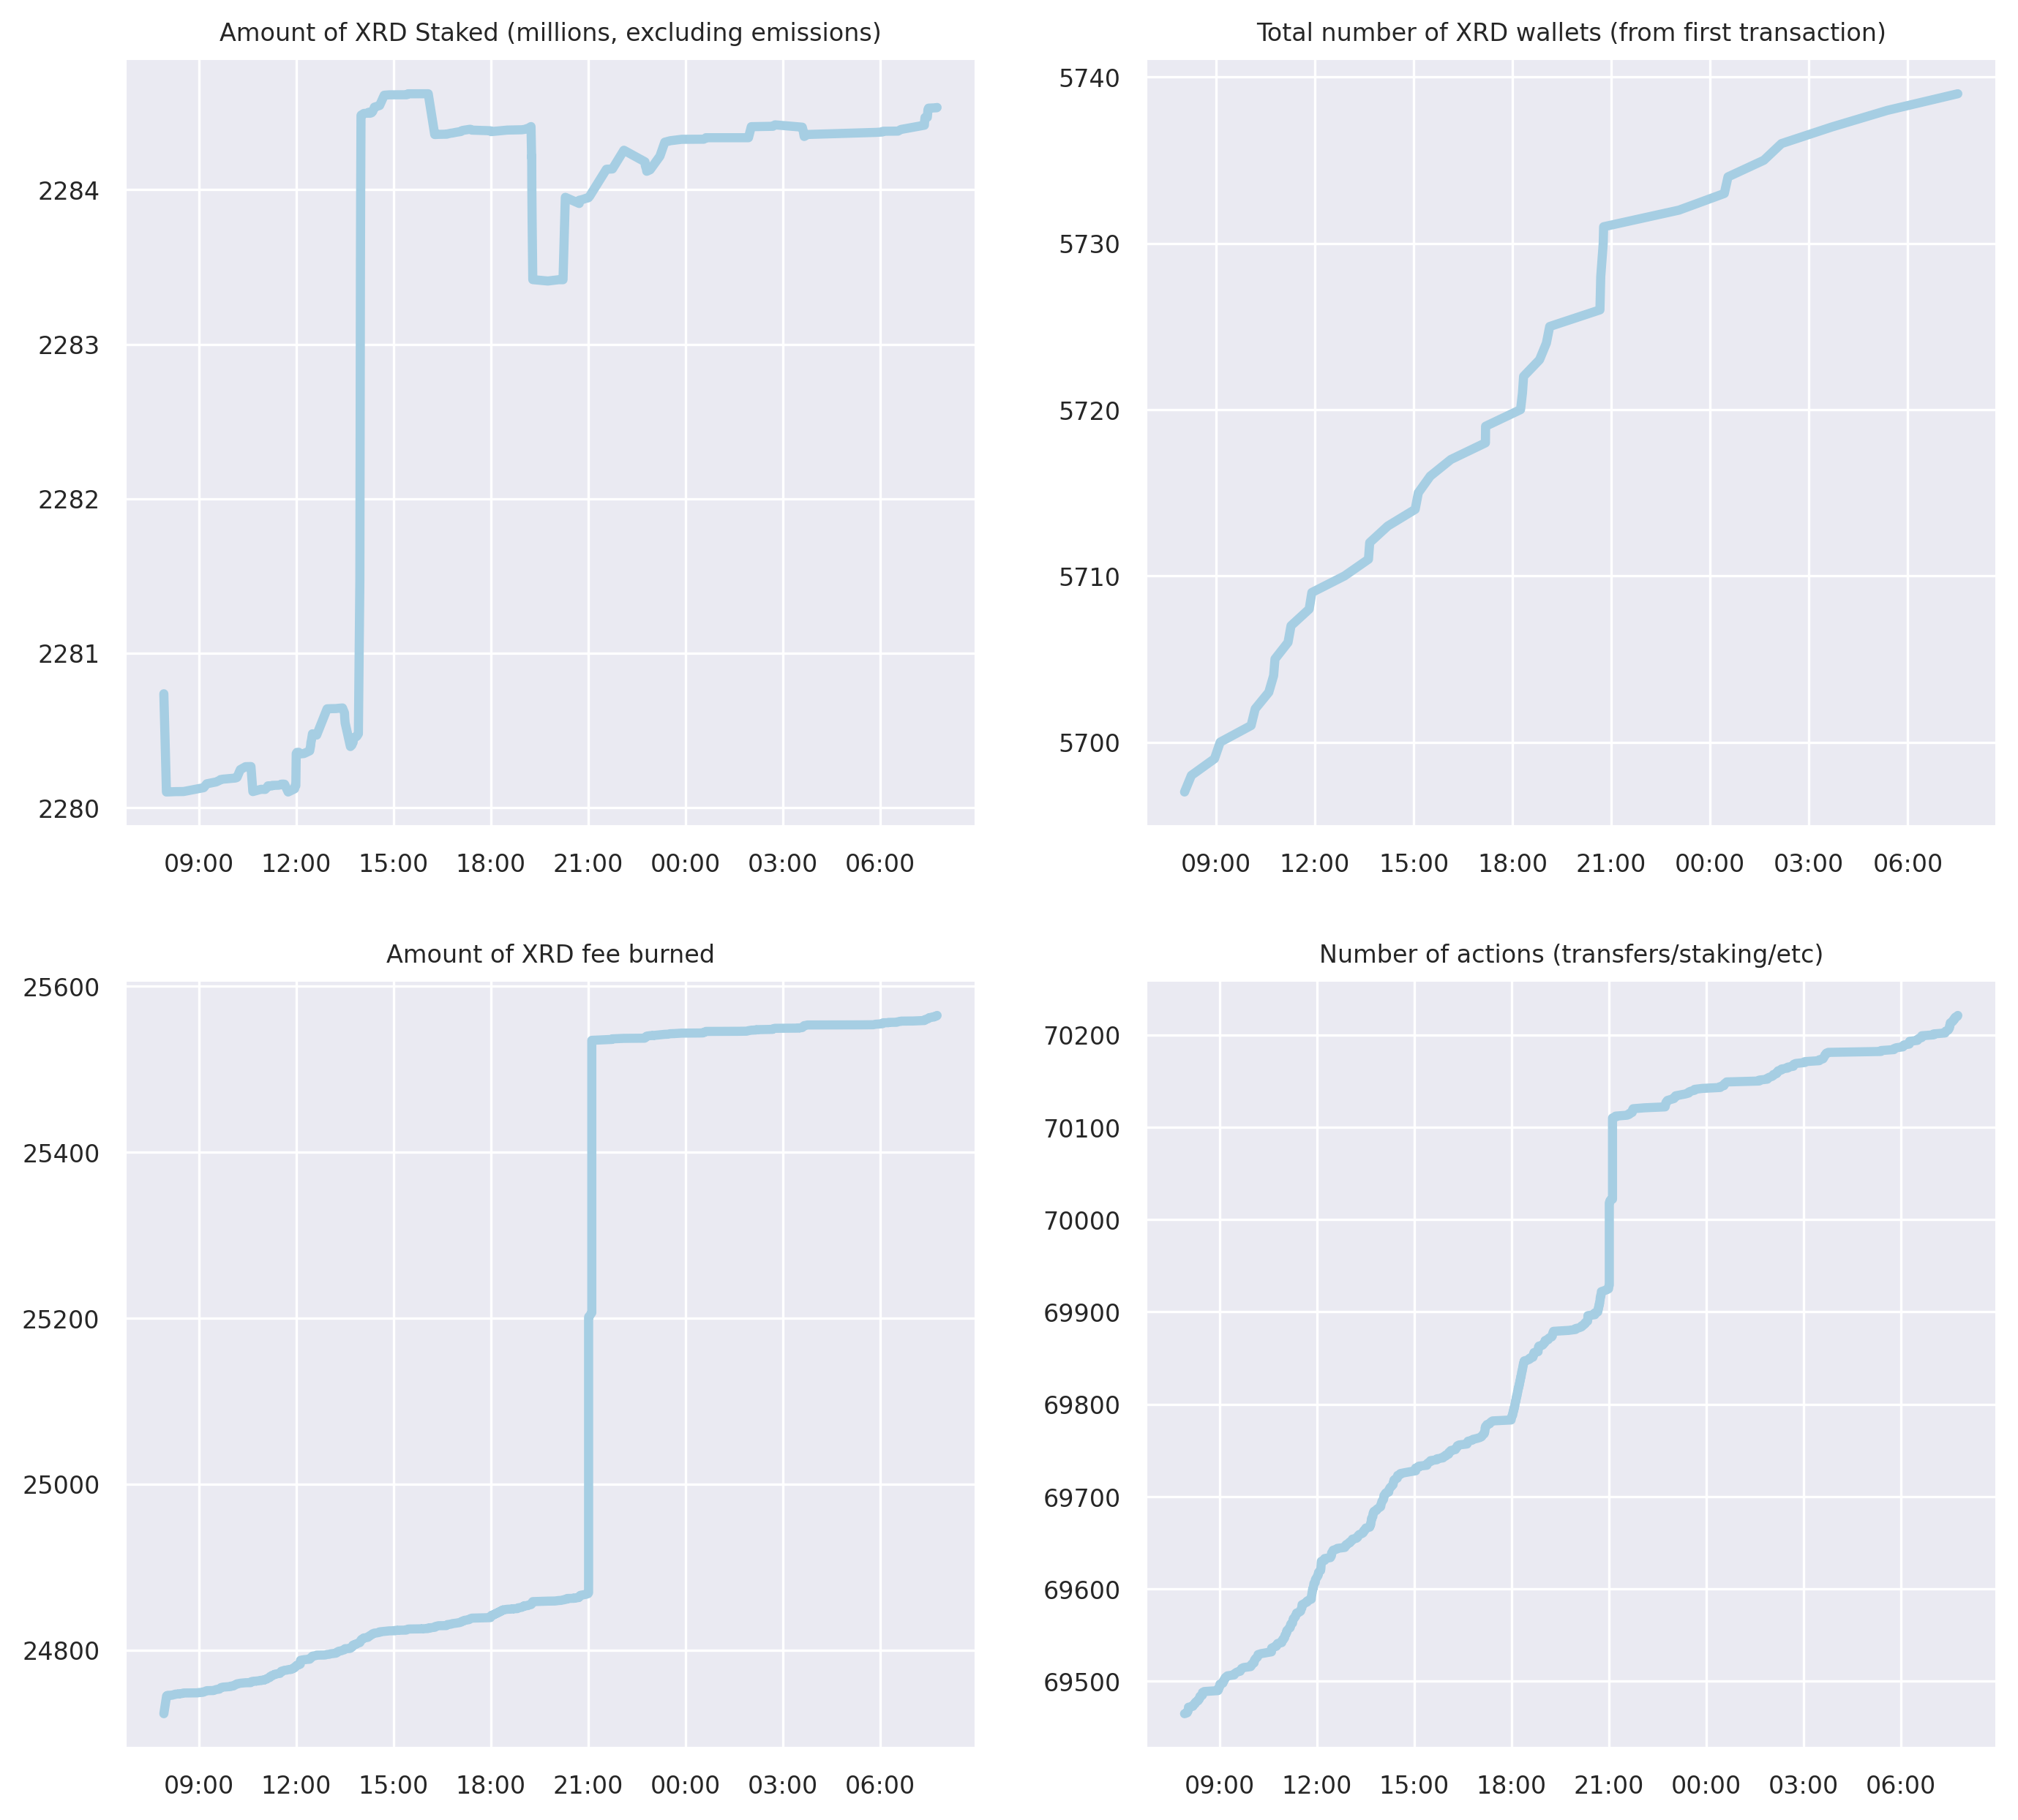 Amount of XRD Staked (millions, excluding emissions)
2284
2283
2282
2281
2280
09:00 12:00 15:00 18:00 21:00 00:00 03:00 06:00
Total number of XRD wallets (from first transaction)
5740
5730
5720
5710
5700
09:00 12:00 15:00 18:00 21:00 00:00 03:00 06:00
Amount of XRD fee burned
25600
25400
25200
25000
24800
09:00 12:00 15:00 18:00 21:00 00:00 03:00 06:00
Number of actions (transfers/staking/etc)
70200
70100
70000
69900
69800
69700
69600
69500
09:00 12:00 15:00 18:00 21:00 00:00 03:00 06:00